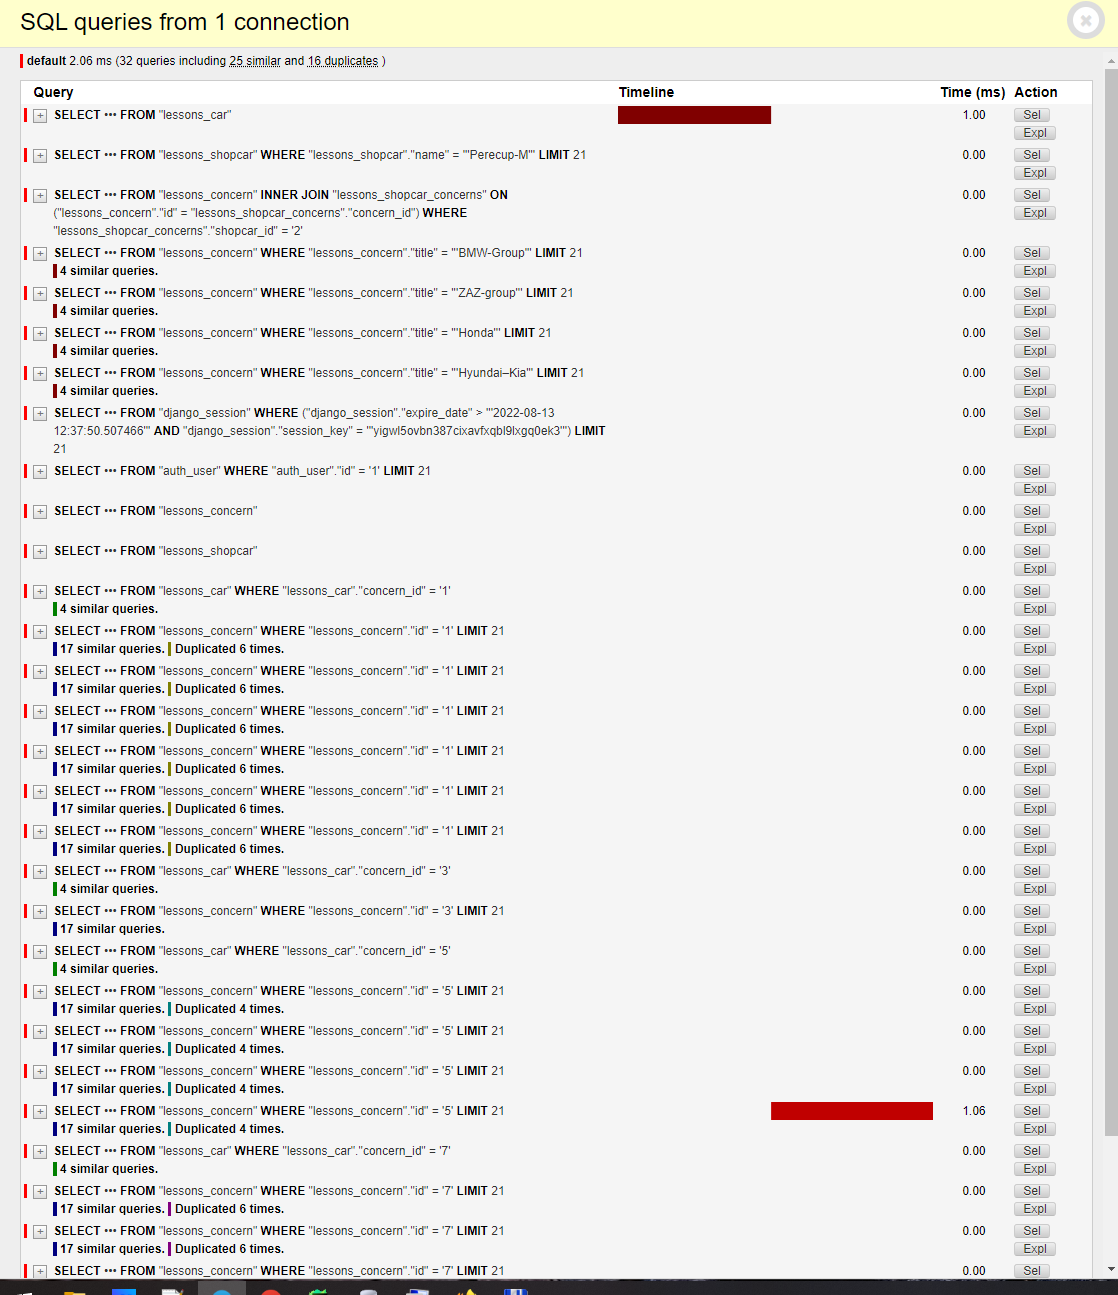 SQL queries from 1 connection
default 2.06 ms (32 queries including 25 similar and 16 duplicates )
Query Timeline Time (ms) Action
+ SELECT ••• FROM "lessons_car" 1.00 Sel
Expl
+ SELECT ••• FROM "lessons_shopcar" WHERE "lessons_shopcar"."name" = '''Perecup-M''' LIMIT 21 0.00 Sel
Expl
+ SELECT ••• FROM "lessons_concern" INNER JOIN "lessons_shopcar_concerns" ON 0.00 Sel
("lessons_concern"."id" = "lessons_shopcar_concerns"."concern_id") WHERE Expl
"lessons_shopcar_concerns"."shopcar_id" = '2'
+ SELECT ••• FROM "lessons_concern" WHERE "lessons_concern"."title" = '''BMW-Group''' LIMIT 21 0.00 Sel
4 similar queries. Expl
+ SELECT ••• FROM "lessons_concern" WHERE "lessons_concern"."title" = '''ZAZ-group''' LIMIT 21 0.00 Sel
4 similar queries. Expl
+ SELECT ••• FROM "lessons_concern" WHERE "lessons_concern"."title" = '''Honda''' LIMIT 21 0.00 Sel
4 similar queries. Expl
+ SELECT ••• FROM "lessons_concern" WHERE "lessons_concern"."title" = '''Hyundai–Kia''' LIMIT 21 0.00 Sel
4 similar queries. Expl
+ SELECT ••• FROM "django_session" WHERE ("django_session"."expire_date" > '''2022-08-13 0.00 Sel
12:37:50.507466''' AND "django_session"."session_key" = '''yigwl5ovbn387cixavfxqbl9lxgq0ek3''') LIMIT Expl
21
+ SELECT ••• FROM "auth_user" WHERE "auth_user"."id" = '1' LIMIT 21 0.00 Sel
Expl
+ SELECT ••• FROM "lessons_concern" 0.00 Sel
Expl
+ SELECT ••• FROM "lessons_shopcar" 0.00 Sel
Expl
+ SELECT ••• FROM "lessons_car" WHERE "lessons_car"."concern_id" = '1' 0.00 Sel
4 similar queries. Expl
+ SELECT ••• FROM "lessons_concern" WHERE "lessons_concern"."id" = '1' LIMIT 21 0.00 Sel
17 similar queries. Duplicated 6 times. Expl
+ SELECT ••• FROM "lessons_concern" WHERE "lessons_concern"."id" = '1' LIMIT 21 0.00 Sel
17 similar queries. Duplicated 6 times. Expl
+ SELECT ••• FROM "lessons_concern" WHERE "lessons_concern"."id" = '1' LIMIT 21 0.00 Sel
17 similar queries. Duplicated 6 times. Expl
+ SELECT ••• FROM "lessons_concern" WHERE "lessons_concern"."id" = '1' LIMIT 21 0.00 Sel
17 similar queries. Duplicated 6 times. Expl
+ SELECT ••• FROM "lessons_concern" WHERE "lessons_concern"."id" = '1' LIMIT 21 0.00 Sel
17 similar queries. Duplicated 6 times. Expl
+ SELECT ••• FROM "lessons_concern" WHERE "lessons_concern"."id" = '1' LIMIT 21 0.00 Sel
17 similar queries. Duplicated 6 times. Expl
+ SELECT ••• FROM "lessons_car" WHERE "lessons_car"."concern_id" = '3' 0.00 Sel
4 similar queries. Expl
+ SELECT ••• FROM "lessons_concern" WHERE "lessons_concern"."id" = '3' LIMIT 21 0.00 Sel
17 similar queries. Expl
+ SELECT ••• FROM "lessons_car" WHERE "lessons_car"."concern_id" = '5' 0.00 Sel
4 similar queries. Expl
+ SELECT ••• FROM "lessons_concern" WHERE "lessons_concern"."id" = '5' LIMIT 21 0.00 Sel
17 similar queries. Duplicated 4 times. Expl
+ SELECT ••• FROM "lessons_concern" WHERE "lessons_concern"."id" = '5' LIMIT 21 0.00 Sel
17 similar queries. Duplicated 4 times. Expl
+ SELECT ••• FROM "lessons_concern" WHERE "lessons_concern"."id" = '5' LIMIT 21 0.00 Sel
17 similar queries. Duplicated 4 times. Expl
+ SELECT ••• FROM "lessons_concern" WHERE "lessons_concern"."id" = '5' LIMIT 21 1.06 Sel
17 similar queries. Duplicated 4 times. Expl
+ SELECT ••• FROM "lessons_car" WHERE "lessons_car"."concern_id" = '7' 0.00 Sel
4 similar queries. Expl
+ SELECT ••• FROM "lessons_concern" WHERE "lessons_concern"."id" = '7' LIMIT 21 0.00 Sel
17 similar queries. Duplicated 6 times. Expl
+ SELECT ••• FROM "lessons_concern" WHERE "lessons_concern"."id" = '7' LIMIT 21 0.00 Sel
17 similar queries. Duplicated 6 times. Expl
+ SELECT ••• FROM "lessons_concern" WHERE "lessons_concern"."id" = '7' LIMIT 21 0.00 Sel